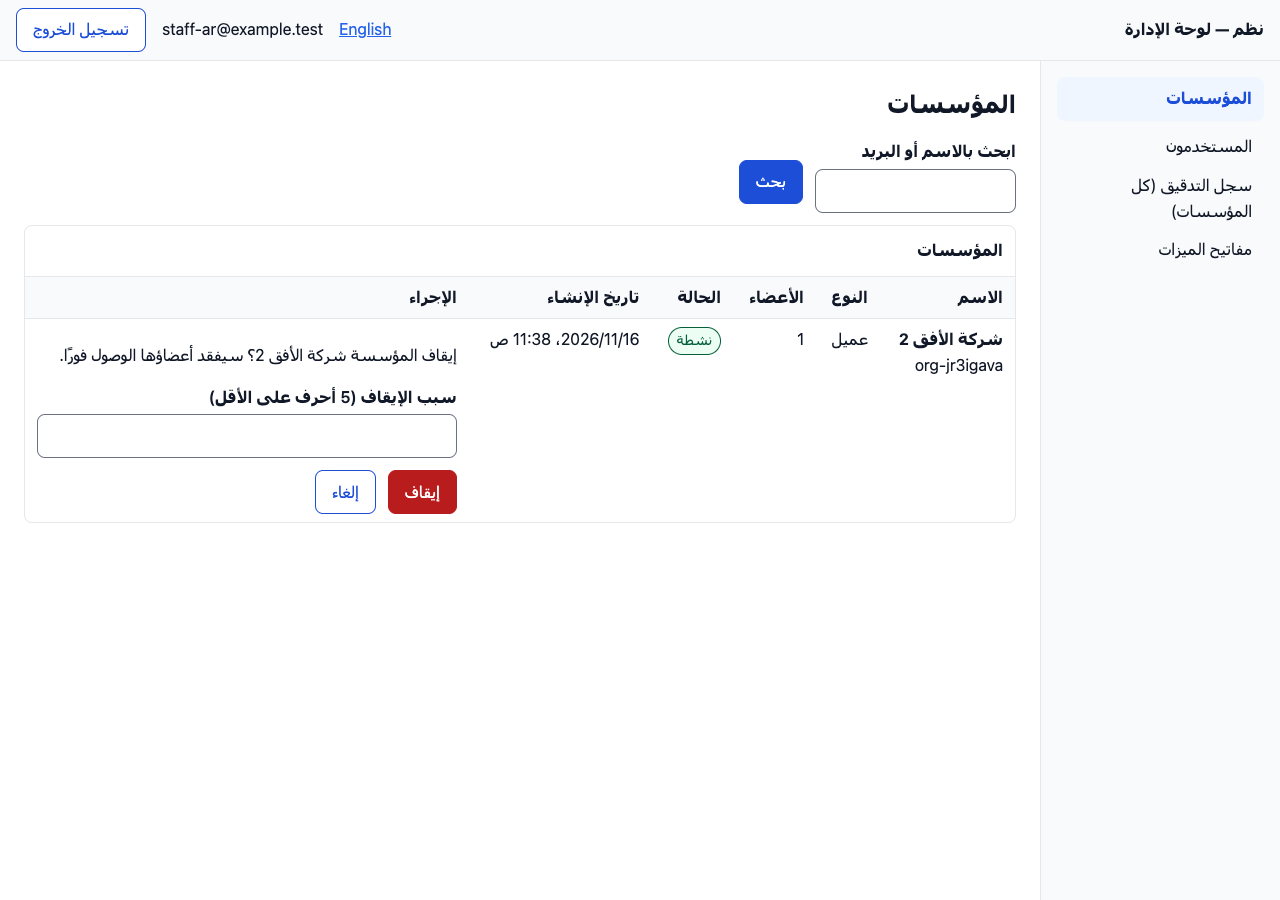 نظم — لوحة الإدارة
English
staff-ar@example.test
تسجيل الخروج
المؤسسات
المستخدمون
سجل التدقيق (كل
المؤسسات)
مفاتيح الميزات
المؤسسات
ابحث بالاسم أو البريد
بحث
المؤسسات
الاسم النوع الأعضاء الحالة تاريخ الإنشاء الإجراء
شركة الأفق 2 عميل 1 نشطة 2026/11/16، 11:38 ص
org-jr3igava
إيقاف المؤسسة شركة الأفق 2؟ سيفقد أعضاؤها الوصول فورًا.
سبب الإيقاف (5 أحرف على الأقل)
إيقاف
إلغاء